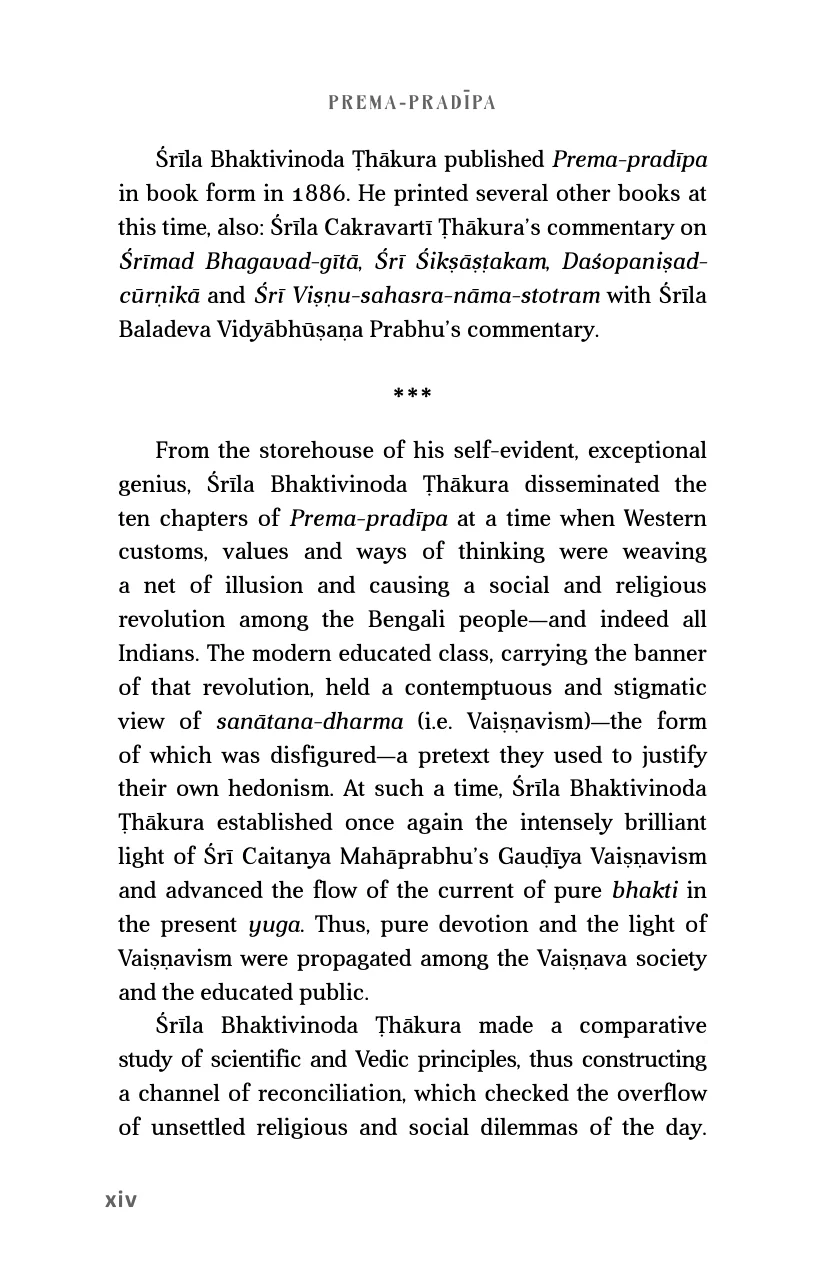 PREMA-PRADĪPA
Śrīla Bhaktivinoda Ṭhākura published Prema-pradīpa
in book form in 1886. He printed several other books at
this time, also: Śrīla Cakravartī Ṭhākura’s commentary on
Śrīmad Bhagavad-gītā, Śrī Śikṣāṣṭakam, Daśopaniṣad-
cūrṇikā and Śrī Viṣṇu-sahasra-nāma-stotram with Śrīla
Baladeva Vidyābhūṣaṇa Prabhu’s commentary.
***
From the storehouse of his self-evident, exceptional
genius, Śrīla Bhaktivinoda Ṭhākura disseminated the
ten chapters of Prema-pradīpa at a time when Western
customs, values and ways of thinking were weaving
a net of illusion and causing a social and religious
revolution among the Bengali people—and indeed all
Indians. The modern educated class, carrying the banner
of that revolution, held a contemptuous and stigmatic
view of sanātana-dharma (i.e. Vaiṣṇavism)—the form
of which was disfigured—a pretext they used to justify
their own hedonism. At such a time, Śrīla Bhaktivinoda
Ṭhākura established once again the intensely brilliant
light of Śrī Caitanya Mahāprabhu’s Gauḍīya Vaiṣṇavism
and advanced the flow of the current of pure bhakti in
the present yuga. Thus, pure devotion and the light of
Vaiṣṇavism were propagated among the Vaiṣṇava society
and the educated public.
Śrīla Bhaktivinoda Ṭhākura made a comparative
study of scientific and Vedic principles, thus constructing
a channel of reconciliation, which checked the overflow
of unsettled religious and social dilemmas of the day.
xiv